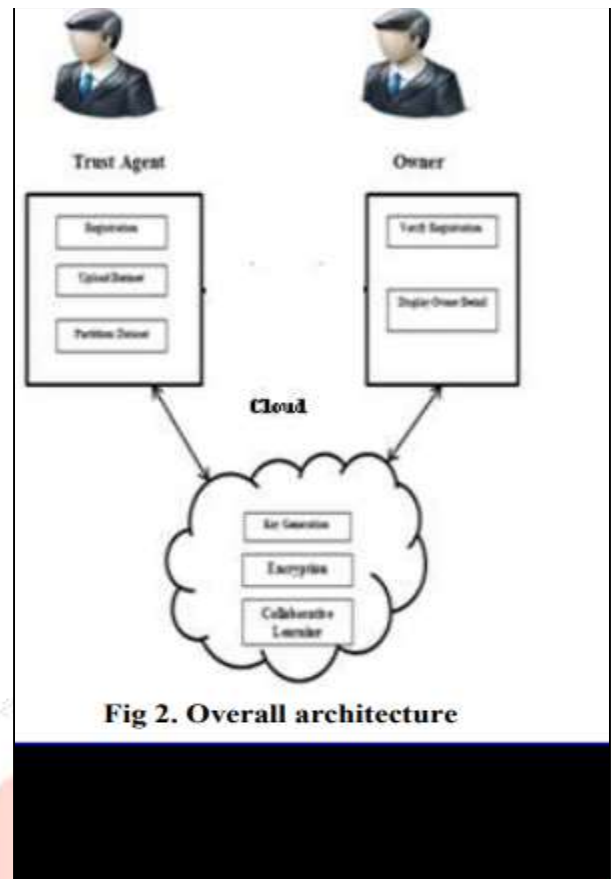 Trust Agent
Owner
Registration
Upload Dataset
Partition Dataset
Verify Registration
Display Owner Detail
Cloud
Key Generation
Encryption
Collaborative
Learning
Fig 2. Overall architecture